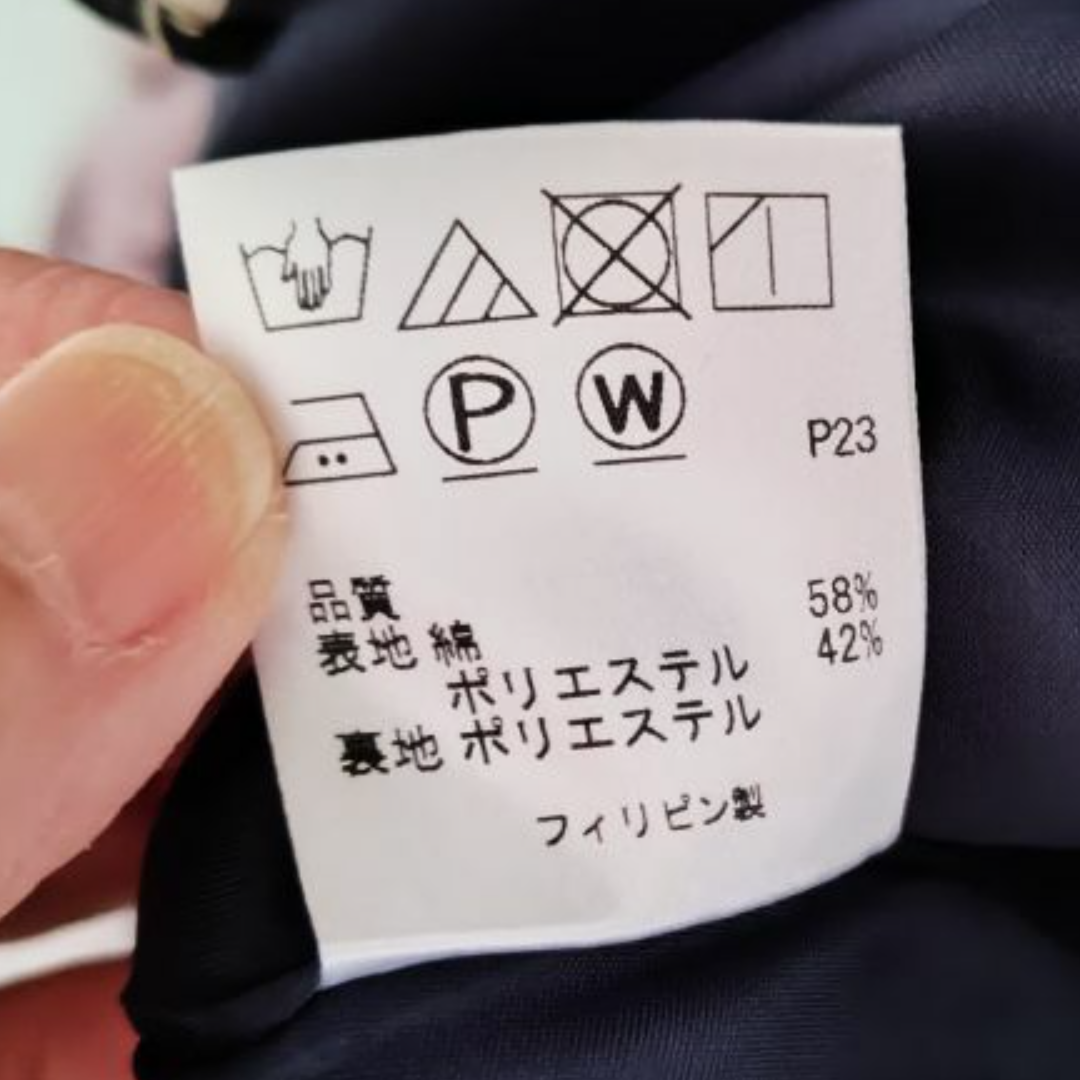 P W
P23
品質
表地 綿 58%
ポリエステル 42%
裏地 ポリエステル
フィリピン製